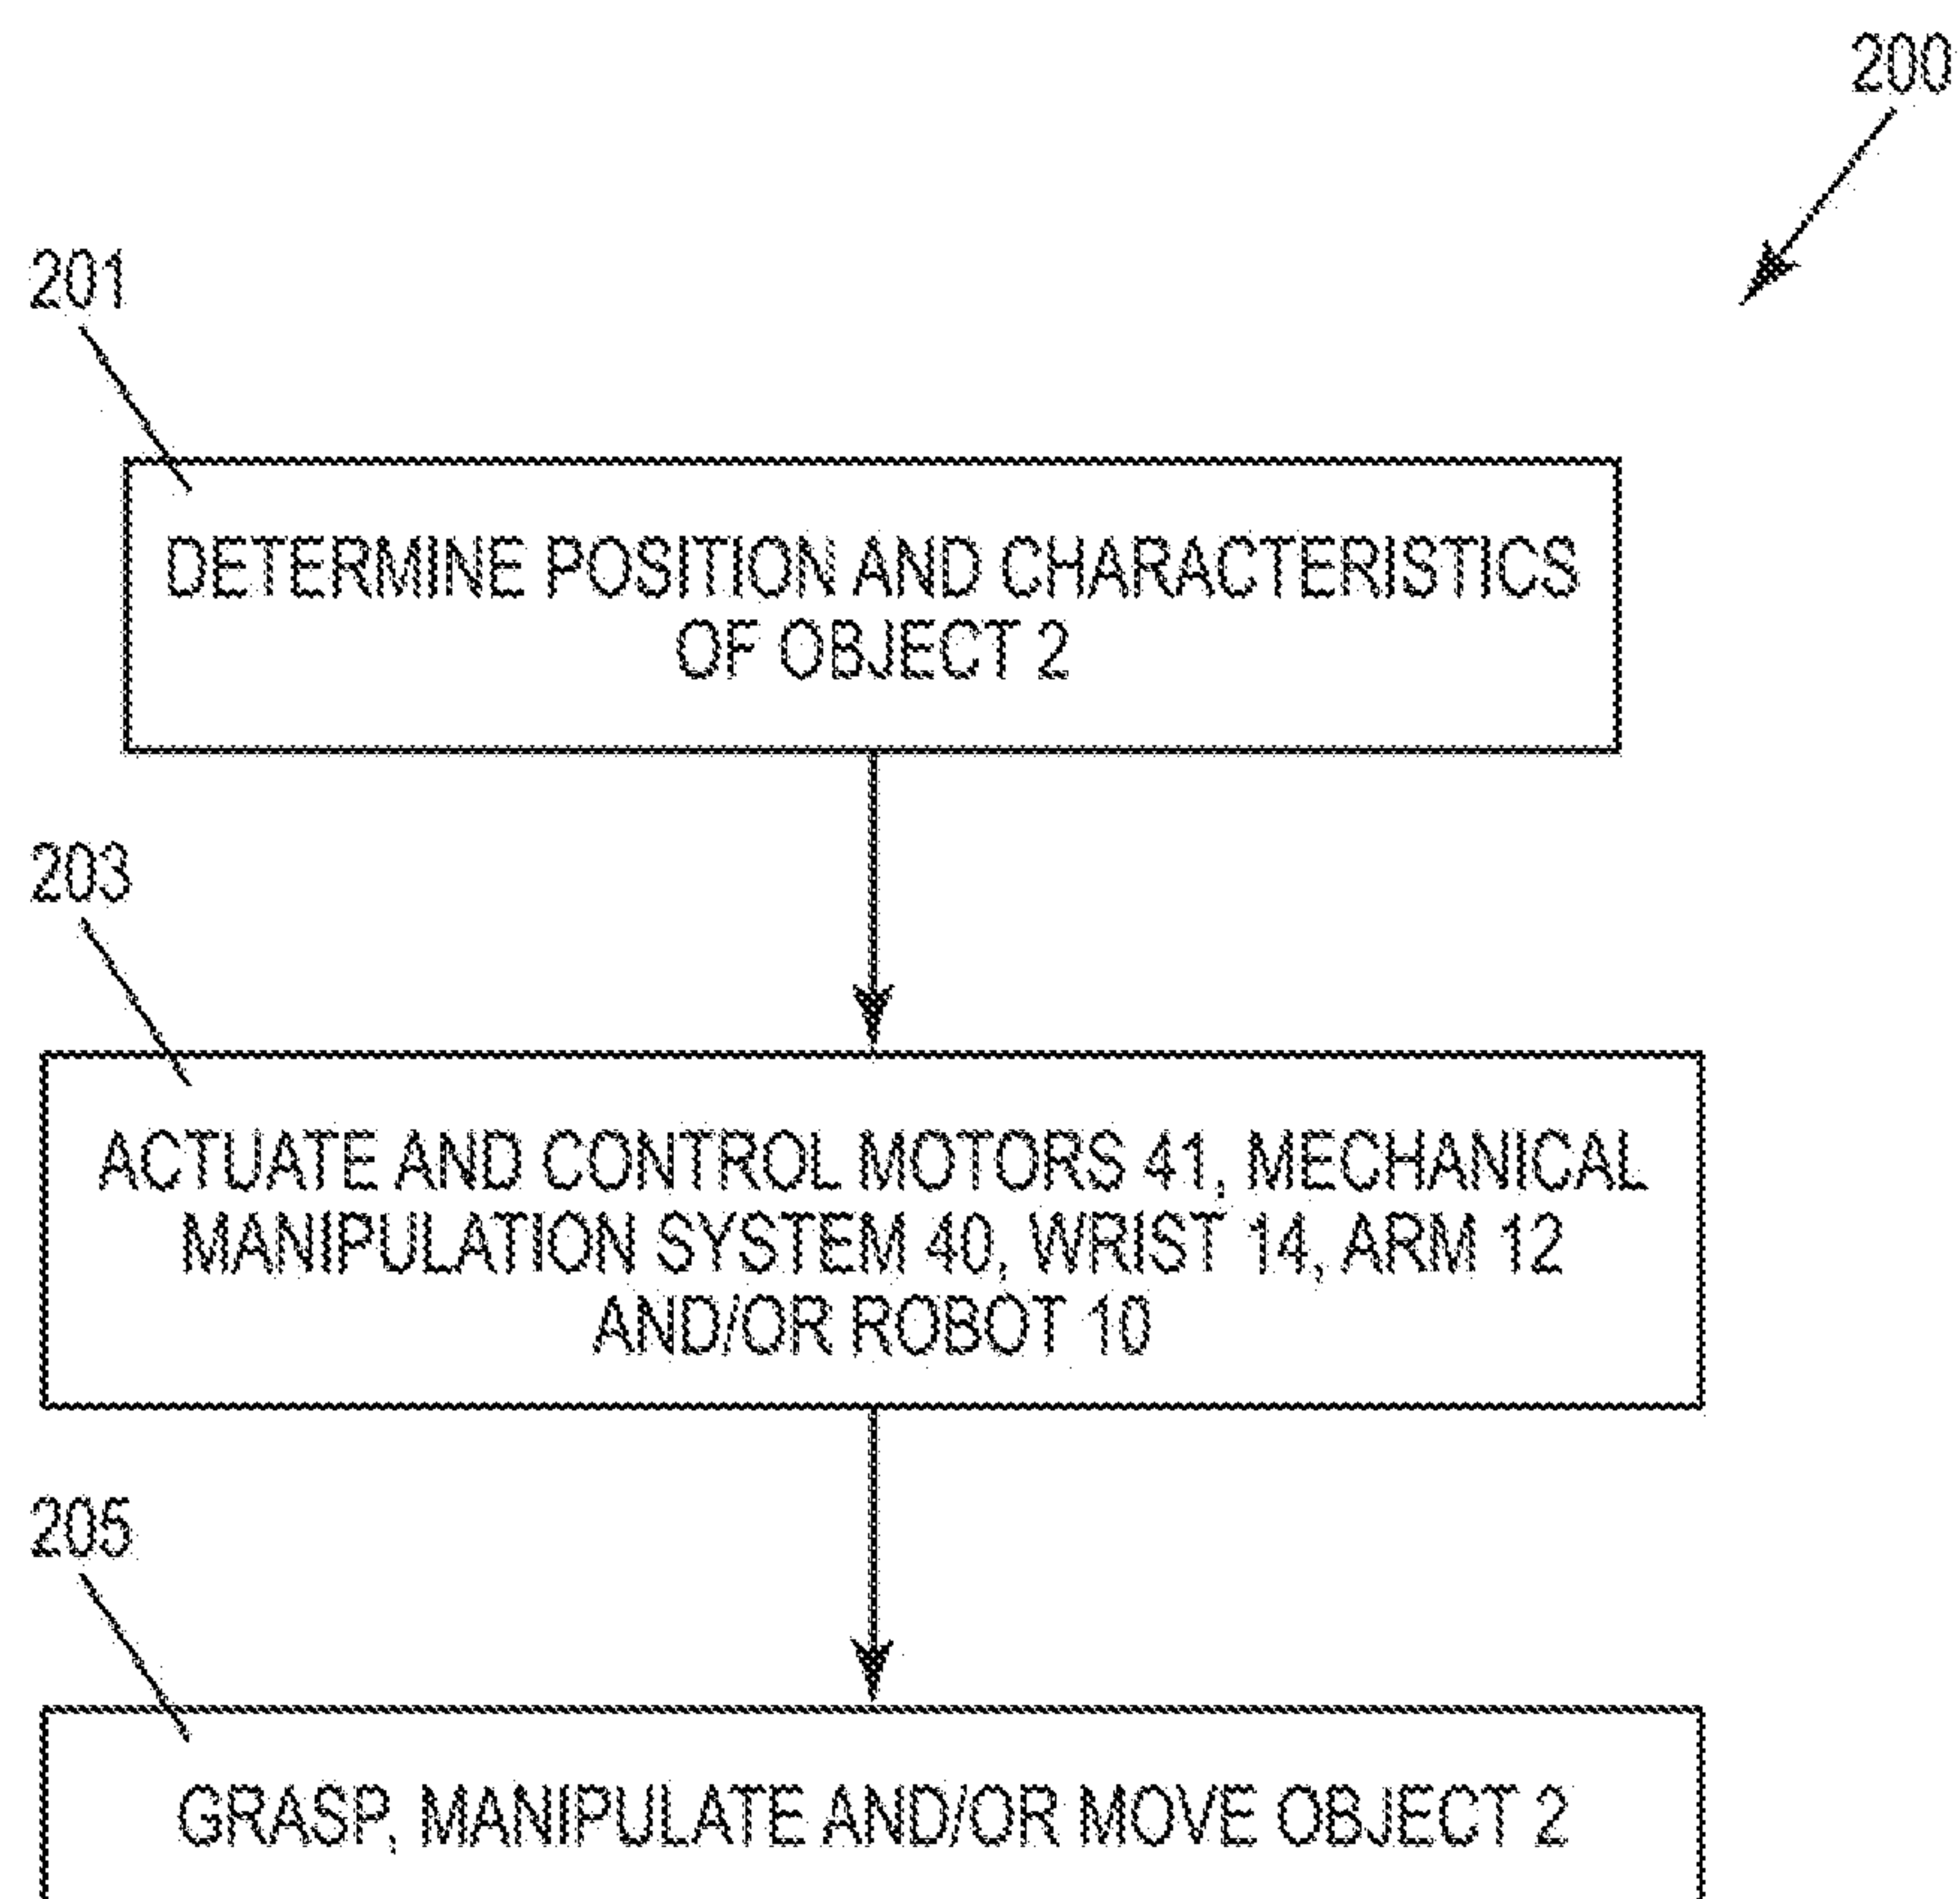 200
201
DETERMINE POSITION AND CHARACTERISTICS
OF OBJECT 2
203
ACTUATE AND CONTROL MOTORS 41, MECHANICAL
MANIPULATION SYSTEM 40, WRIST 14, ARM 12
AND/OR ROBOT 10
205
GRASP, MANIPULATE AND/OR MOVE OBJECT 2